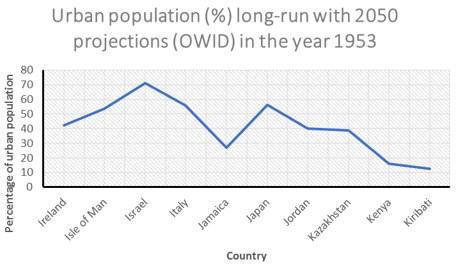 Urban population (%) long-run with 2050
projections (OWID) in the year 1953
Percentage of urban population
80
70
60
50
40
30
20
10
0
Ireland
Isle of Man
Israel
Italy
Jamaica
Japan
Jordan
Kazakhstan
Kenya
Kiribati
Country